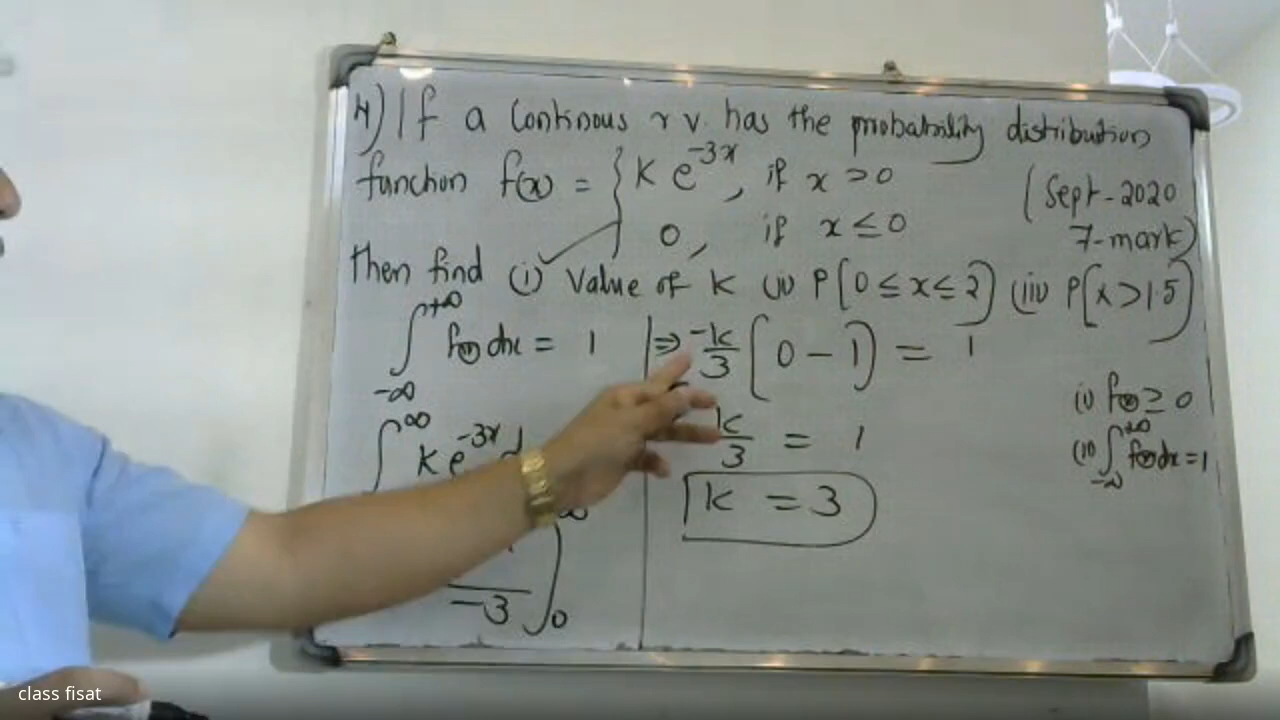 4) If a Continous r v. has the probability distribution
function f(x) = { k e^-3x, if x > 0
0, if x ≤ 0
(Sept-2020
7-mark)
Then find (i) Value of k (ii) P[0 ≤ x ≤ 2] (iii) P[x > 1.5]
∫_-∞^+∞ f(x) dx = 1
∫^∞ k e^-3x d
∞
-3 ]_0
⇒ -k/3 [0 - 1] = 1
k/3 = 1
k = 3
(i) f(x) ≥ 0
(ii) ∫_-∞^+∞ f(x) dx = 1
class fisat